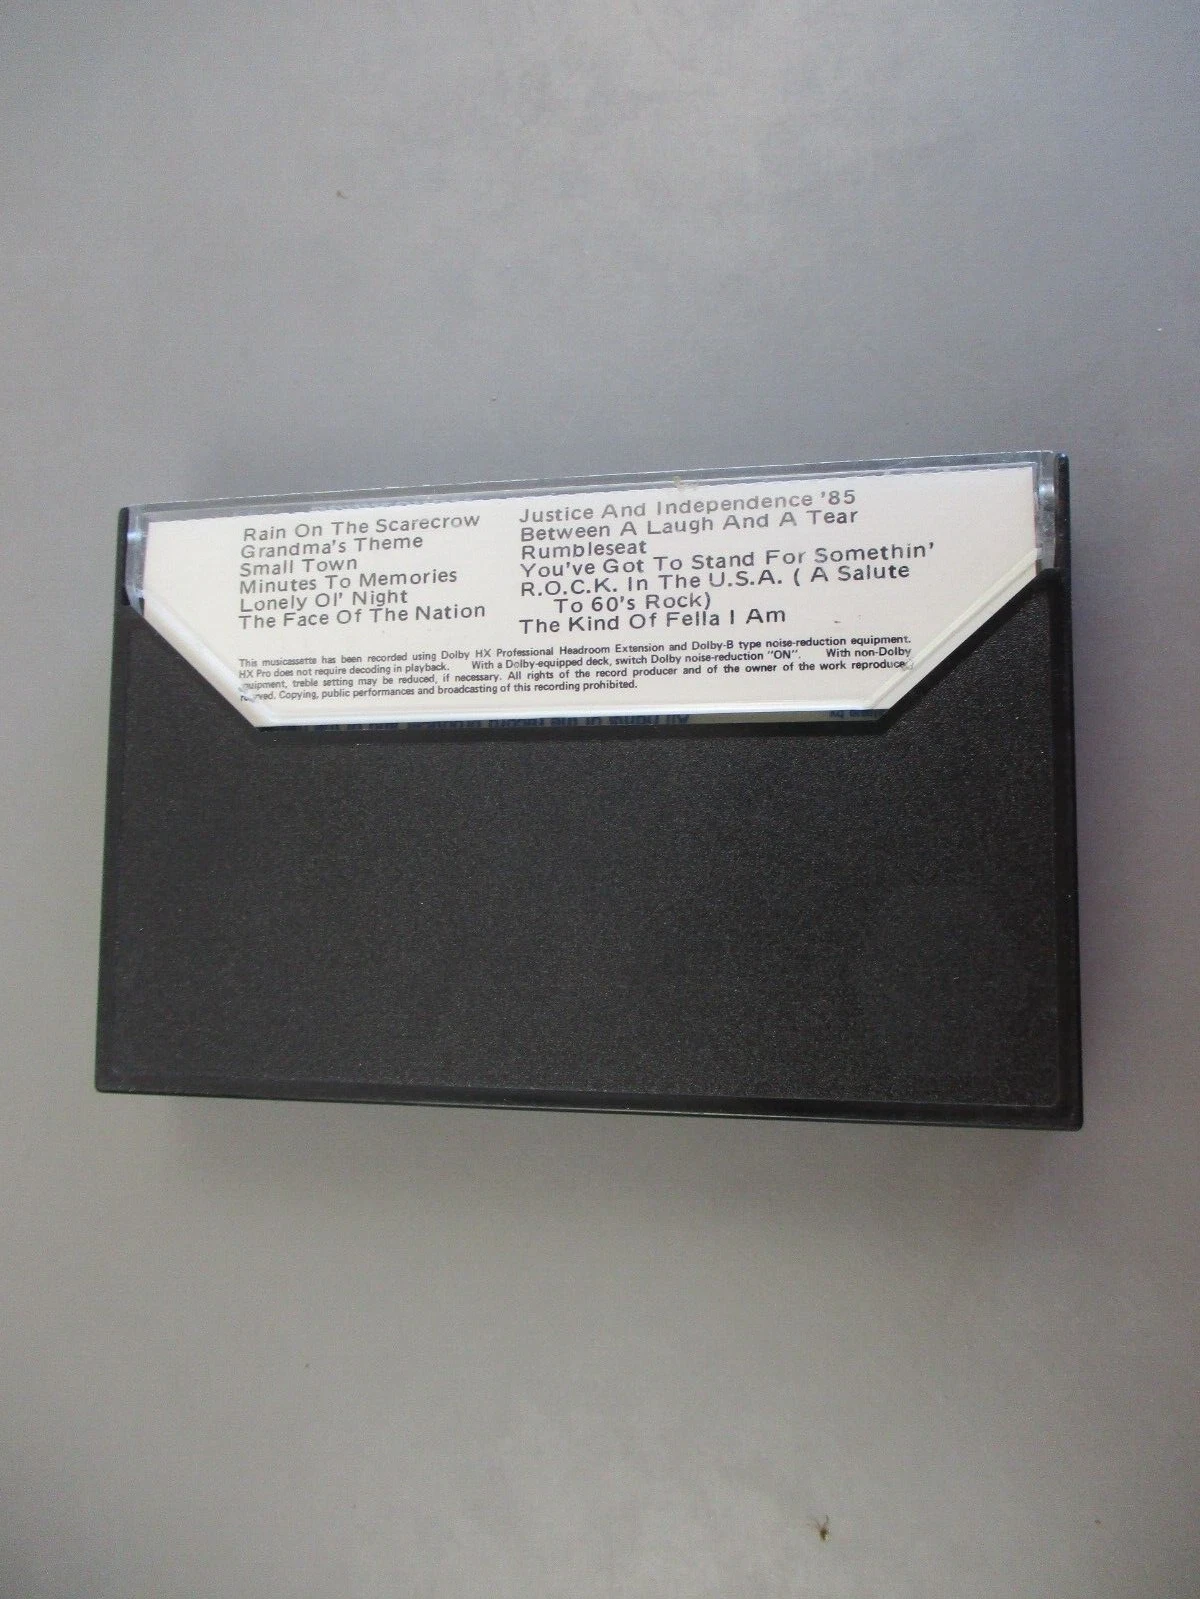 Rain On The Scarecrow
Grandma's Theme
Small Town
Minutes To Memories
Lonely Ol' Night
The Face Of The Nation
Justice And Independence '85
Between A Laugh And A Tear
Rumbleseat
You've Got To Stand For Somethin'
R.O.C.K. In The U.S.A. ( A Salute
To 60's Rock)
The Kind Of Fella I Am
This musicassette has been recorded using Dolby HX Professional Headroom Extension and Dolby-B type noise-reduction equipment.
HX Pro does not require decoding in playback. With a Dolby-equipped deck, switch Dolby noise-reduction "ON". With non-Dolby
equipment, treble setting may be reduced, if necessary. All rights of the record producer and of the owner of the work reproduced
reserved. Copying, public performances and broadcasting of this recording prohibited.